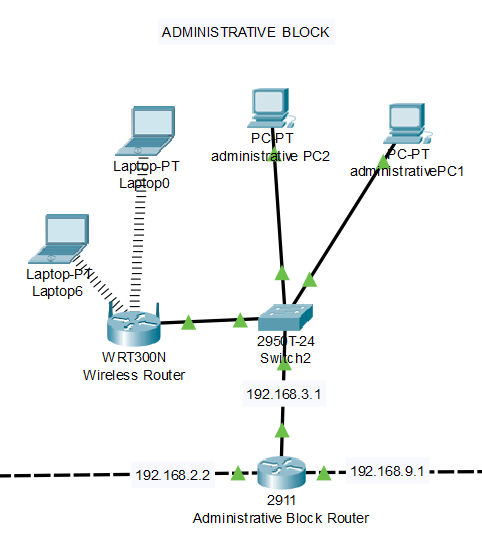 ADMINISTRATIVE BLOCK
PC-PT
administrative PC2
PC-PT
administrativePC1
Laptop-PT
Laptop0
Laptop-PT
Laptop6
WRT300N
Wireless Router
2950T-24
Switch2
192.168.3.1
192.168.2.2
192.168.9.1
2911
Administrative Block Router